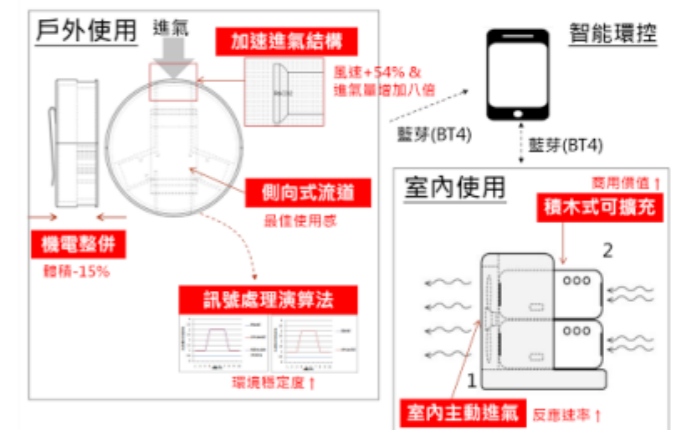 戶外使用
進氣
加速進氣結構
風速+54% &
進氣量增加八倍
側向式流道
最佳使用感
機電整併
體積-15%
訊號處理演算法
環境穩定度↑
智能環控
藍芽(BT4)
藍芽(BT4)
室內使用
商用價值↑
積木式可擴充
2
1
室內主動進氣
反應速率↑